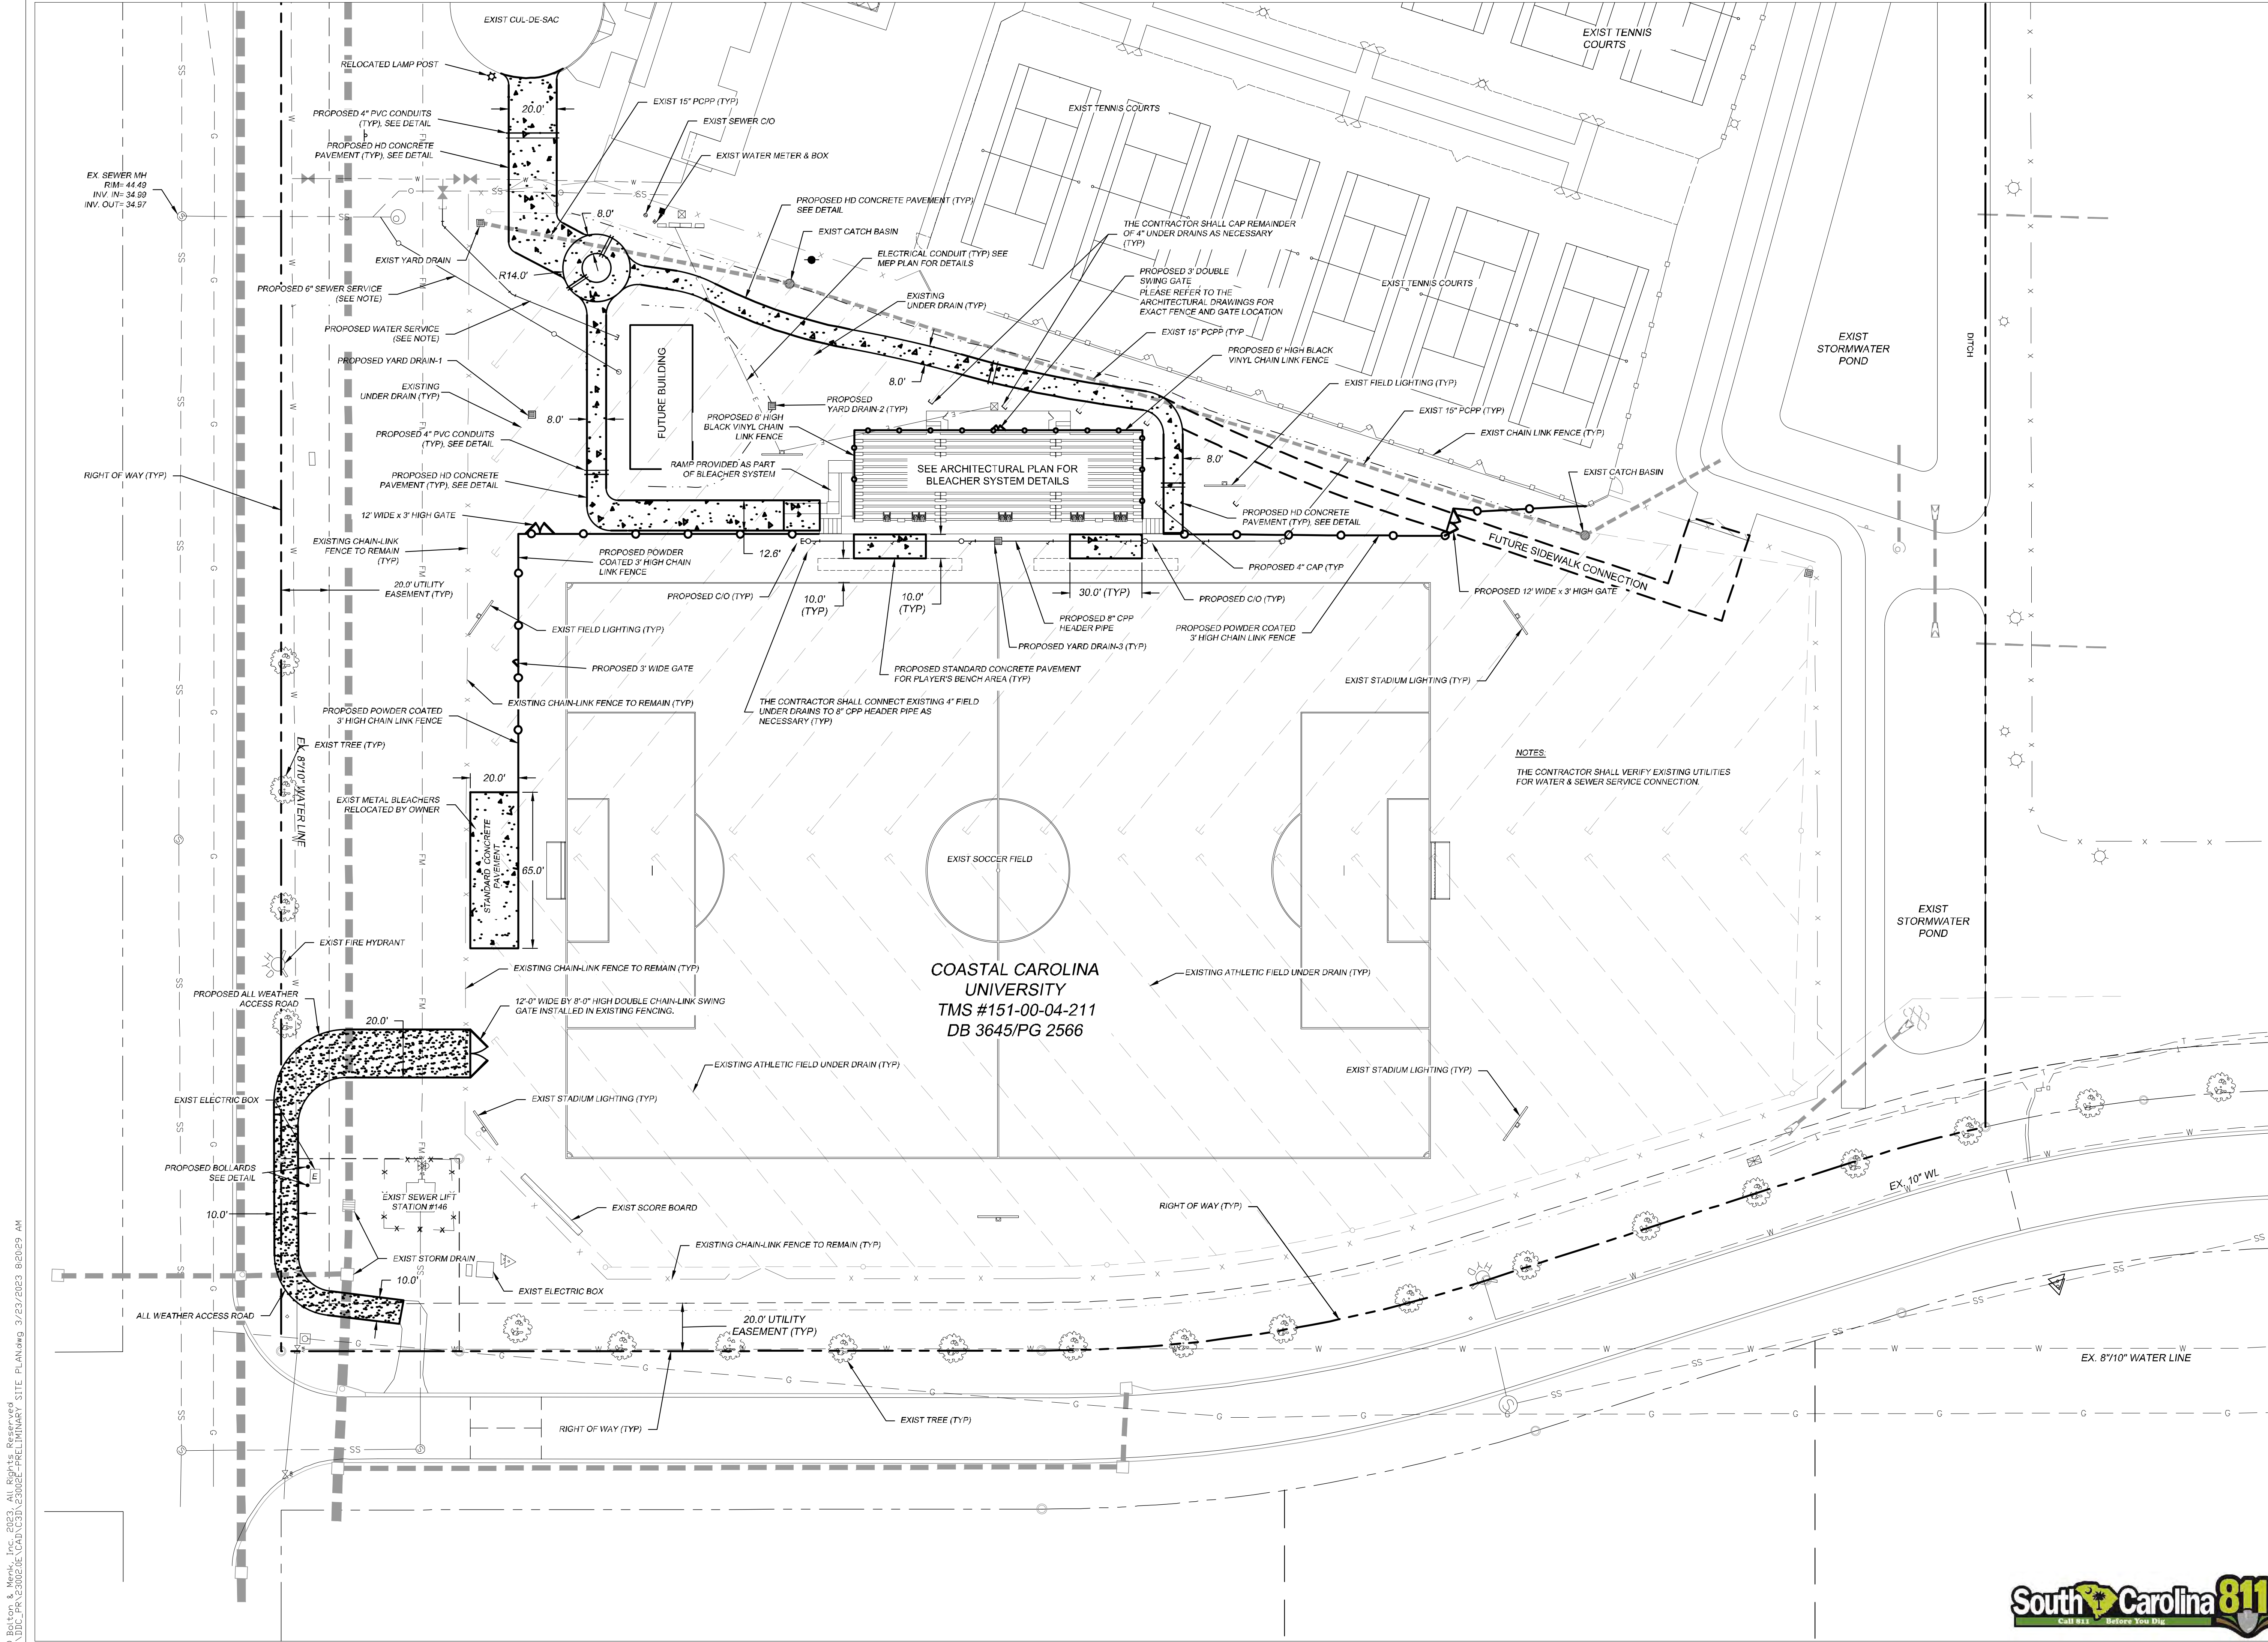 EXIST CUL-DE-SAC
EXIST TENNIS
COURTS
RELOCATED LAMP POST
20.0'
EXIST 15" PCPP (TYP)
EXIST TENNIS COURTS
PROPOSED 4" PVC CONDUITS
(TYP), SEE DETAIL
EXIST SEWER C/O
PROPOSED HD CONCRETE
PAVEMENT (TYP), SEE DETAIL
EXIST WATER METER & BOX
EX. SEWER MH
RIM= 44.49
INV. IN= 34.99
INV. OUT= 34.97
PROPOSED HD CONCRETE PAVEMENT (TYP)
SEE DETAIL
8.0'
THE CONTRACTOR SHALL CAP REMAINDER
OF 4" UNDER DRAINS AS NECESSARY
(TYP)
EXIST CATCH BASIN
EXIST YARD DRAIN
ELECTRICAL CONDUIT (TYP) SEE
MEP PLAN FOR DETAILS
R14.0'
PROPOSED 3' DOUBLE
SWING GATE
PLEASE REFER TO THE
ARCHITECTURAL DRAWINGS FOR
EXACT FENCE AND GATE LOCATION
EXIST TENNIS COURTS
PROPOSED 6" SEWER SERVICE
(SEE NOTE)
EXISTING
UNDER DRAIN (TYP)
PROPOSED WATER SERVICE
(SEE NOTE)
EXIST 15" PCPP (TYP
EXIST
STORMWATER
POND
DITCH
PROPOSED YARD DRAIN-1
FUTURE BUILDING
PROPOSED 6' HIGH BLACK
VINYL CHAIN LINK FENCE
8.0'
EXIST FIELD LIGHTING (TYP)
EXISTING
UNDER DRAIN (TYP)
PROPOSED
YARD DRAIN-2 (TYP)
8.0'
PROPOSED 6' HIGH
BLACK VINYL CHAIN
LINK FENCE
EXIST 15" PCPP (TYP)
PROPOSED 4" PVC CONDUITS
(TYP), SEE DETAIL
EXIST CHAIN LINK FENCE (TYP)
RIGHT OF WAY (TYP)
RAMP PROVIDED AS PART
OF BLEACHER SYSTEM
SEE ARCHITECTURAL PLAN FOR
BLEACHER SYSTEM DETAILS
8.0'
EXIST CATCH BASIN
PROPOSED HD CONCRETE
PAVEMENT (TYP), SEE DETAIL
12' WIDE x 3' HIGH GATE
PROPOSED HD CONCRETE
PAVEMENT (TYP), SEE DETAIL
EXISTING CHAIN-LINK
FENCE TO REMAIN
(TYP)
PROPOSED POWDER
COATED 3' HIGH CHAIN
LINK FENCE
12.6'
FUTURE SIDEWALK CONNECTION
PROPOSED 4" CAP (TYP
20.0' UTILITY
EASEMENT (TYP)
PROPOSED C/O (TYP)
10.0'
(TYP)
10.0'
(TYP)
30.0' (TYP)
PROPOSED C/O (TYP)
PROPOSED 12' WIDE x 3' HIGH GATE
EXIST FIELD LIGHTING (TYP)
PROPOSED 8" CPP
HEADER PIPE
PROPOSED POWDER COATED
3' HIGH CHAIN LINK FENCE
PROPOSED YARD DRAIN-3 (TYP)
PROPOSED 3' WIDE GATE
PROPOSED STANDARD CONCRETE PAVEMENT
FOR PLAYER'S BENCH AREA (TYP)
EXIST STADIUM LIGHTING (TYP)
EXISTING CHAIN-LINK FENCE TO REMAIN (TYP)
THE CONTRACTOR SHALL CONNECT EXISTING 4" FIELD
UNDER DRAINS TO 8" CPP HEADER PIPE AS
NECESSARY (TYP)
PROPOSED POWDER COATED
3' HIGH CHAIN LINK FENCE
EXIST TREE (TYP)
EX. 8"/10" WATER LINE
NOTES:
THE CONTRACTOR SHALL VERIFY EXISTING UTILITIES
FOR WATER & SEWER SERVICE CONNECTION.
20.0'
EXIST METAL BLEACHERS
RELOCATED BY OWNER
STANDARD CONCRETE
PAVEMENT
65.0'
EXIST SOCCER FIELD
EXIST
STORMWATER
POND
EXIST FIRE HYDRANT
EXISTING CHAIN-LINK FENCE TO REMAIN (TYP)
COASTAL CAROLINA
UNIVERSITY
TMS #151-00-04-211
DB 3645/PG 2566
EXISTING ATHLETIC FIELD UNDER DRAIN (TYP)
PROPOSED ALL WEATHER
ACCESS ROAD
12'-0" WIDE BY 8'-0" HIGH DOUBLE CHAIN-LINK SWING
GATE INSTALLED IN EXISTING FENCING.
20.0'
EXISTING ATHLETIC FIELD UNDER DRAIN (TYP)
EXIST STADIUM LIGHTING (TYP)
EXIST ELECTRIC BOX
EXIST STADIUM LIGHTING (TYP)
PROPOSED BOLLARDS
SEE DETAIL
E
EXIST SEWER LIFT
STATION #146
EX. 10" WL
10.0'
EXIST SCORE BOARD
RIGHT OF WAY (TYP)
EXISTING CHAIN-LINK FENCE TO REMAIN (TYP)
EXIST STORM DRAIN
10.0'
EXIST ELECTRIC BOX
ALL WEATHER ACCESS ROAD
20.0' UTILITY
EASEMENT (TYP)
EX. 8"/10" WATER LINE
EXIST TREE (TYP)
RIGHT OF WAY (TYP)
Bolton & Menk, Inc. 2023, All Rights Reserved
\DDC_PR\23002.0E\CAD\C3D\23002E-PRELIMINARY SITE PLAN.dwg 3/23/2023 8:20:29 AM
South Carolina 811
Call 811 Before You Dig